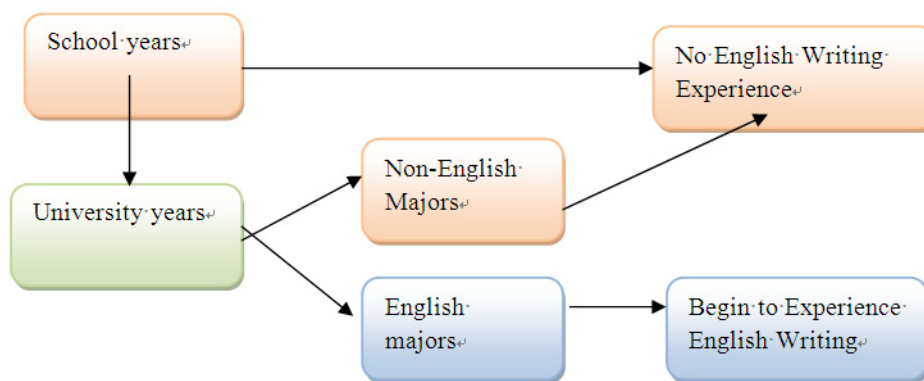 School years
No English Writing
Experience
Non-English
Majors
University years
English
majors
Begin to Experience
English Writing